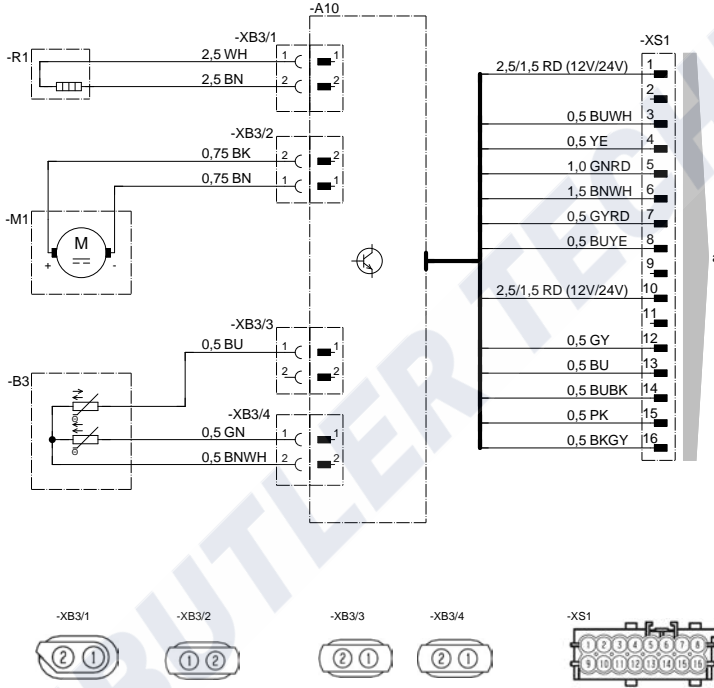 -A10
-XB3/1
-XS1
-R1
2,5 WH 1 1
2,5 BN 2 2
2,5/1,5 RD (12V/24V) 1
2
-XB3/2
0,5 BUWH 3
0,5 YE 4
0,75 BK 2 2
1,0 GNRD 5
0,75 BN 1 1
1,5 BNWH 6
-M1
0,5 GYRD 7
M
0,5 BUYE 8
+ -
9
2,5/1,5 RD (12V/24V) 10
11
-XB3/3
0,5 BU 1 1
0,5 GY 12
2 2
0,5 BU 13
-B3
0,5 BUBK 14
-XB3/4
0,5 PK 15
0,5 GN 1 1
0,5 BKGY 16
0,5 BNWH 2 2
a
-XB3/1
-XB3/2
-XB3/3
-XB3/4
-XS1
2 1
1 2
2 1
2 1
1 2 3 4 5 6 7 8
9 10 11 12 13 14 15 16
BUTLER TECH